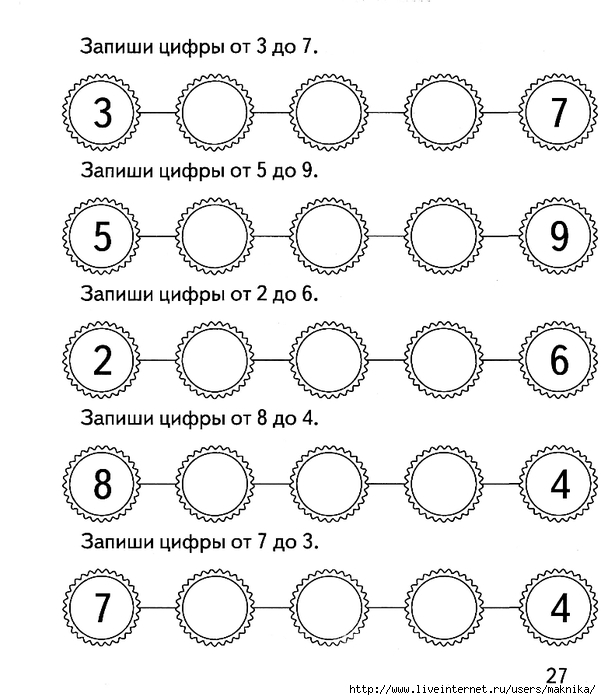 Запиши цифры от 3 до 7.
3 7
Запиши цифры от 5 до 9.
5 9
Запиши цифры от 2 до 6.
2 6
Запиши цифры от 8 до 4.
8 4
Запиши цифры от 7 до 3.
7 4
27
http://www.liveinternet.ru/users/maknika/